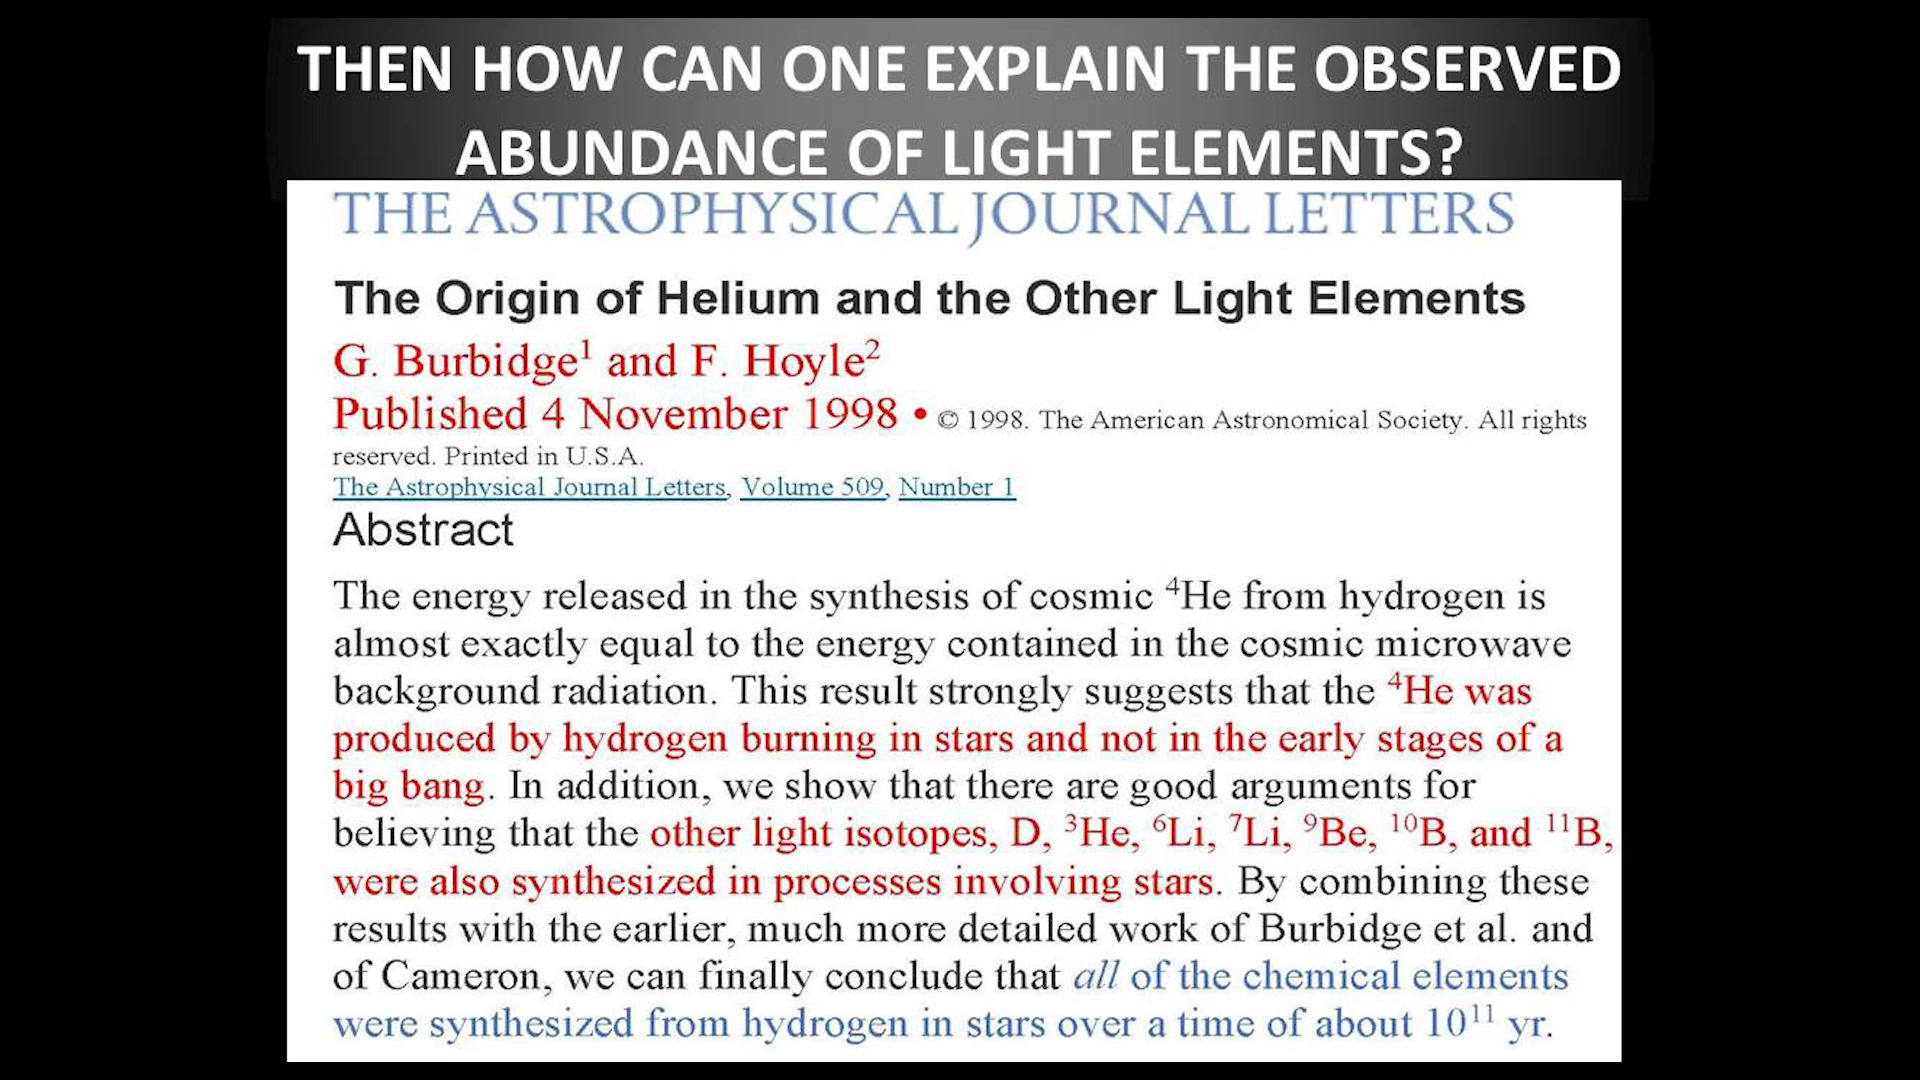 THEN HOW CAN ONE EXPLAIN THE OBSERVED
ABUNDANCE OF LIGHT ELEMENTS?
THE ASTROPHYSICAL JOURNAL LETTERS
The Origin of Helium and the Other Light Elements
G. Burbidge¹ and F. Hoyle²
Published 4 November 1998 • © 1998. The American Astronomical Society. All rights
reserved. Printed in U.S.A.
The Astrophysical Journal Letters, Volume 509, Number 1
Abstract
The energy released in the synthesis of cosmic ⁴He from hydrogen is
almost exactly equal to the energy contained in the cosmic microwave
background radiation. This result strongly suggests that the ⁴He was
produced by hydrogen burning in stars and not in the early stages of a
big bang. In addition, we show that there are good arguments for
believing that the other light isotopes, D, ³He, ⁶Li, ⁷Li, ⁹Be, ¹⁰B, and ¹¹B,
were also synthesized in processes involving stars. By combining these
results with the earlier, much more detailed work of Burbidge et al. and
of Cameron, we can finally conclude that all of the chemical elements
were synthesized from hydrogen in stars over a time of about 10¹¹ yr.